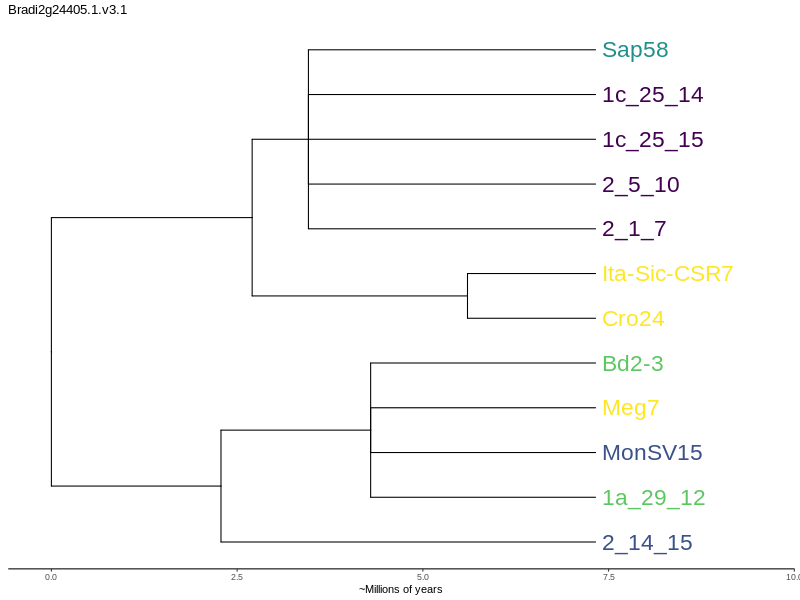 Bradi2g24405.1.v3.1
Sap58
1c_25_14
1c_25_15
2_5_10
2_1_7
Ita-Sic-CSR7
Cro24
Bd2-3
Meg7
MonSV15
1a_29_12
2_14_15
0.0 2.5 5.0 7.5 10.0
~Millions of years